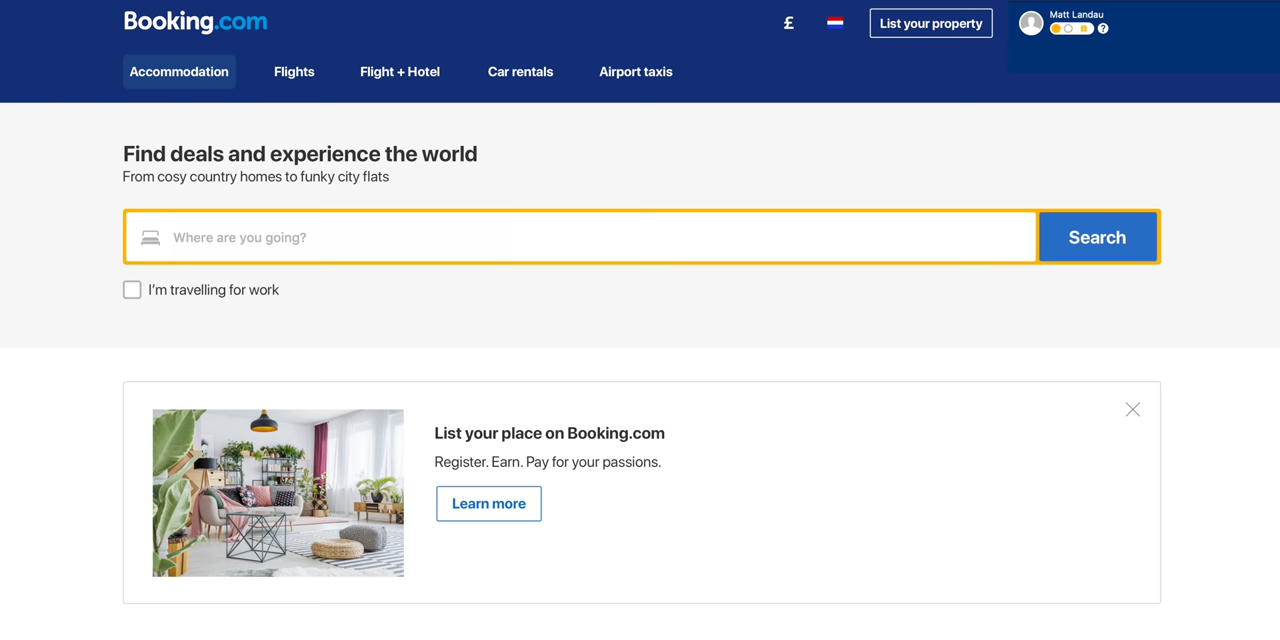 Booking.com
£
List your property
Matt Landau
?
Accommodation
Flights
Flight + Hotel
Car rentals
Airport taxis
Find deals and experience the world
From cosy country homes to funky city flats
Where are you going?
Search
I'm travelling for work
List your place on Booking.com
Register. Earn. Pay for your passions.
Learn more